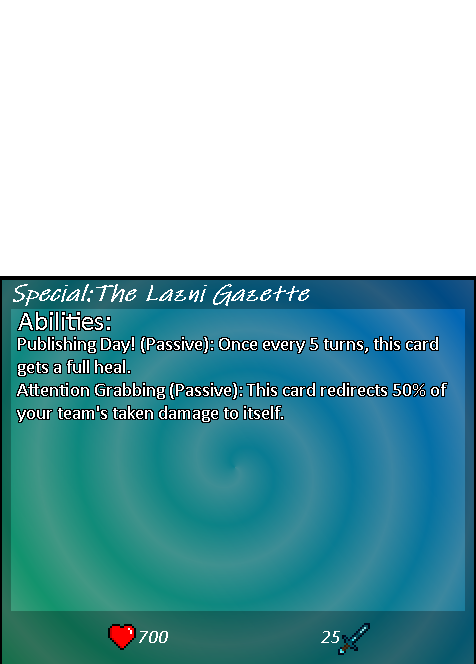 Special:The Lazni Gazette
Abilities:
Publishing Day! (Passive): Once every 5 turns, this card
gets a full heal.
Attention Grabbing (Passive): This card redirects 50% of
your team's taken damage to itself.
700
25